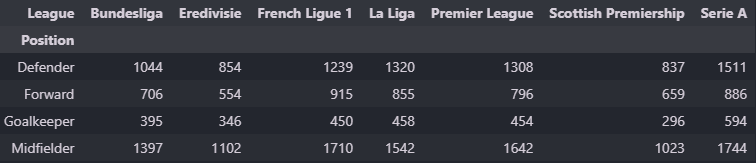 League Bundesliga Eredivisie French Ligue 1 La Liga Premier League Scottish Premiership Serie A
Position
Defender 1044 854 1239 1320 1308 837 1511
Forward 706 554 915 855 796 659 886
Goalkeeper 395 346 450 458 454 296 594
Midfielder 1397 1102 1710 1542 1642 1023 1744